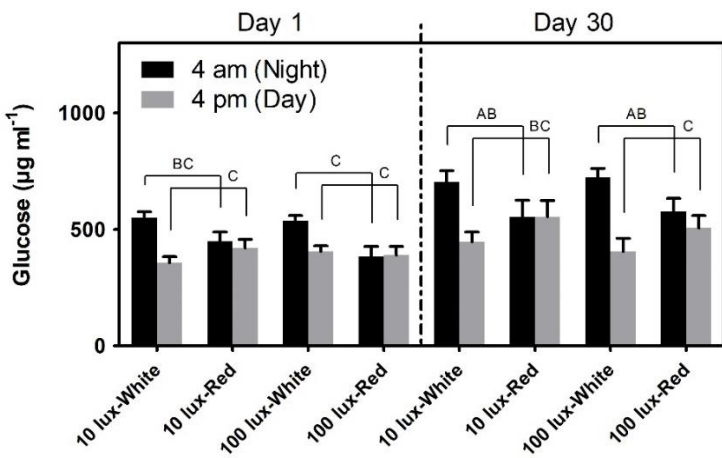 Day 1
Day 30
4 am (Night)
4 pm (Day)
Glucose (µg ml⁻¹)
1000
500
0
BC
C
C
C
AB
BC
AB
C
10 lux-White
10 lux-Red
100 lux-White
100 lux-Red
10 lux-White
10 lux-Red
100 lux-White
100 lux-Red